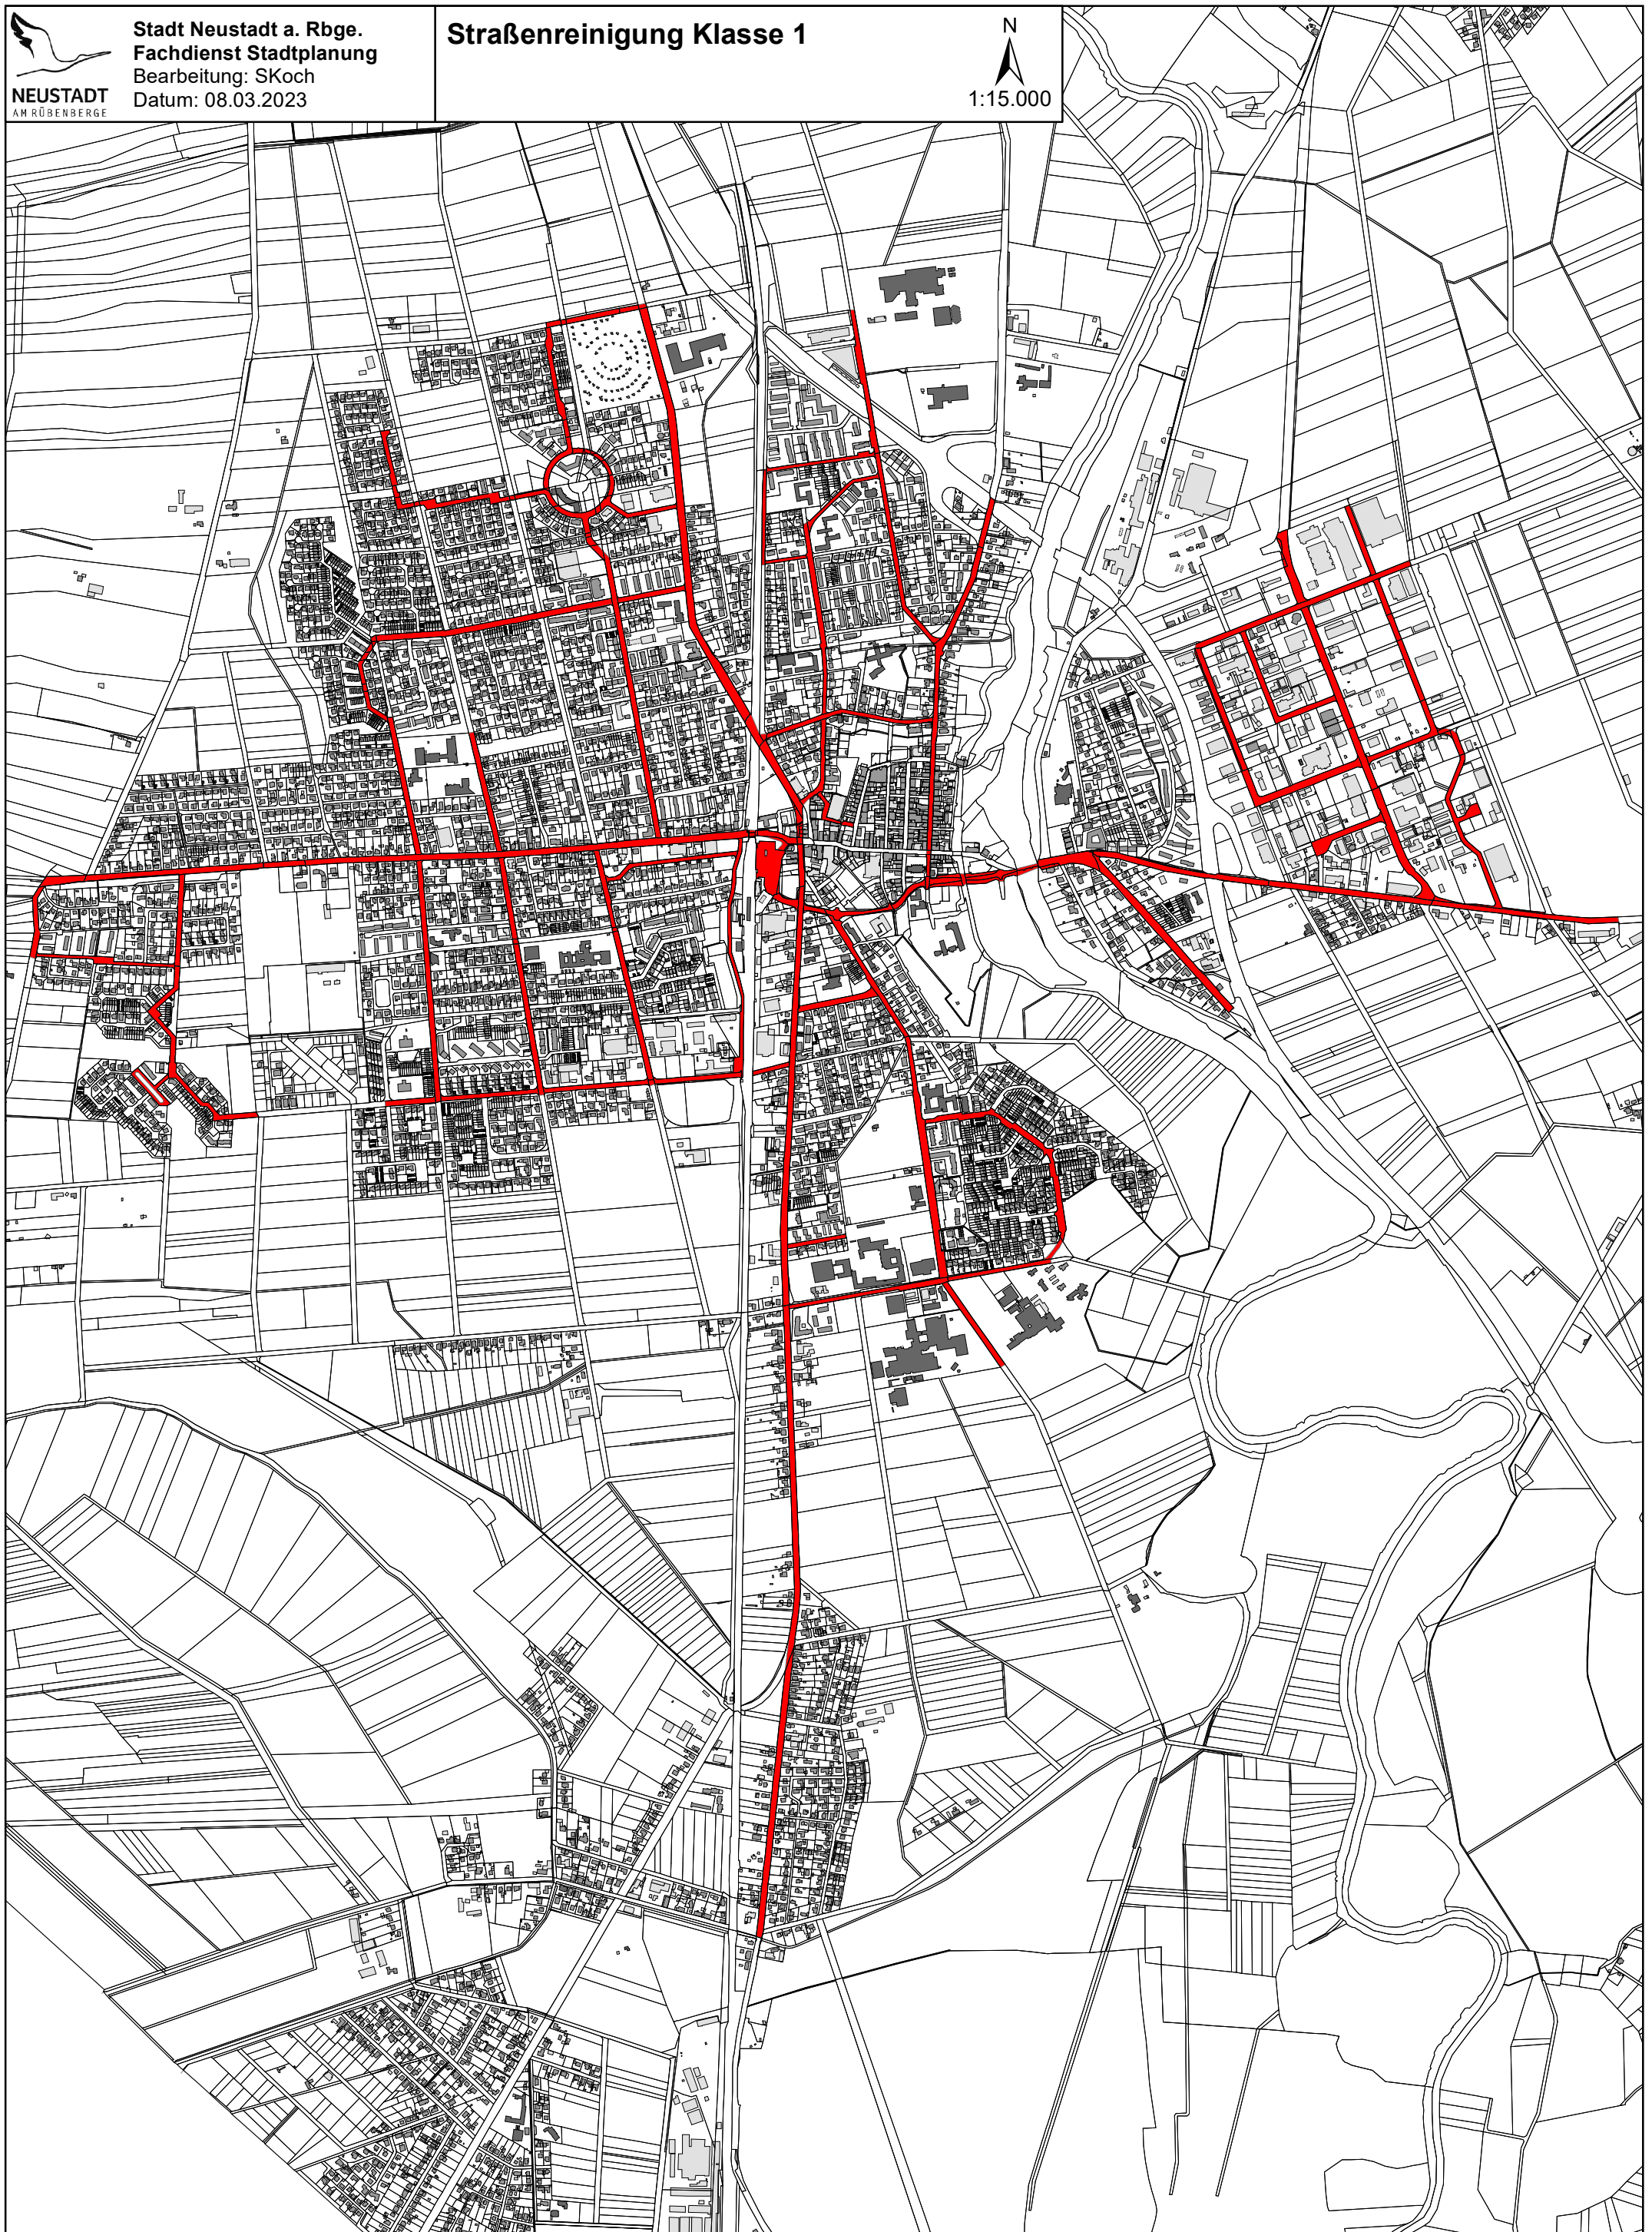 Stadt Neustadt a. Rbge.
Fachdienst Stadtplanung
Bearbeitung: SKoch
Datum: 08.03.2023
NEUSTADT
AM RÜBENBERGE
Straßenreinigung Klasse 1
N
1:15.000